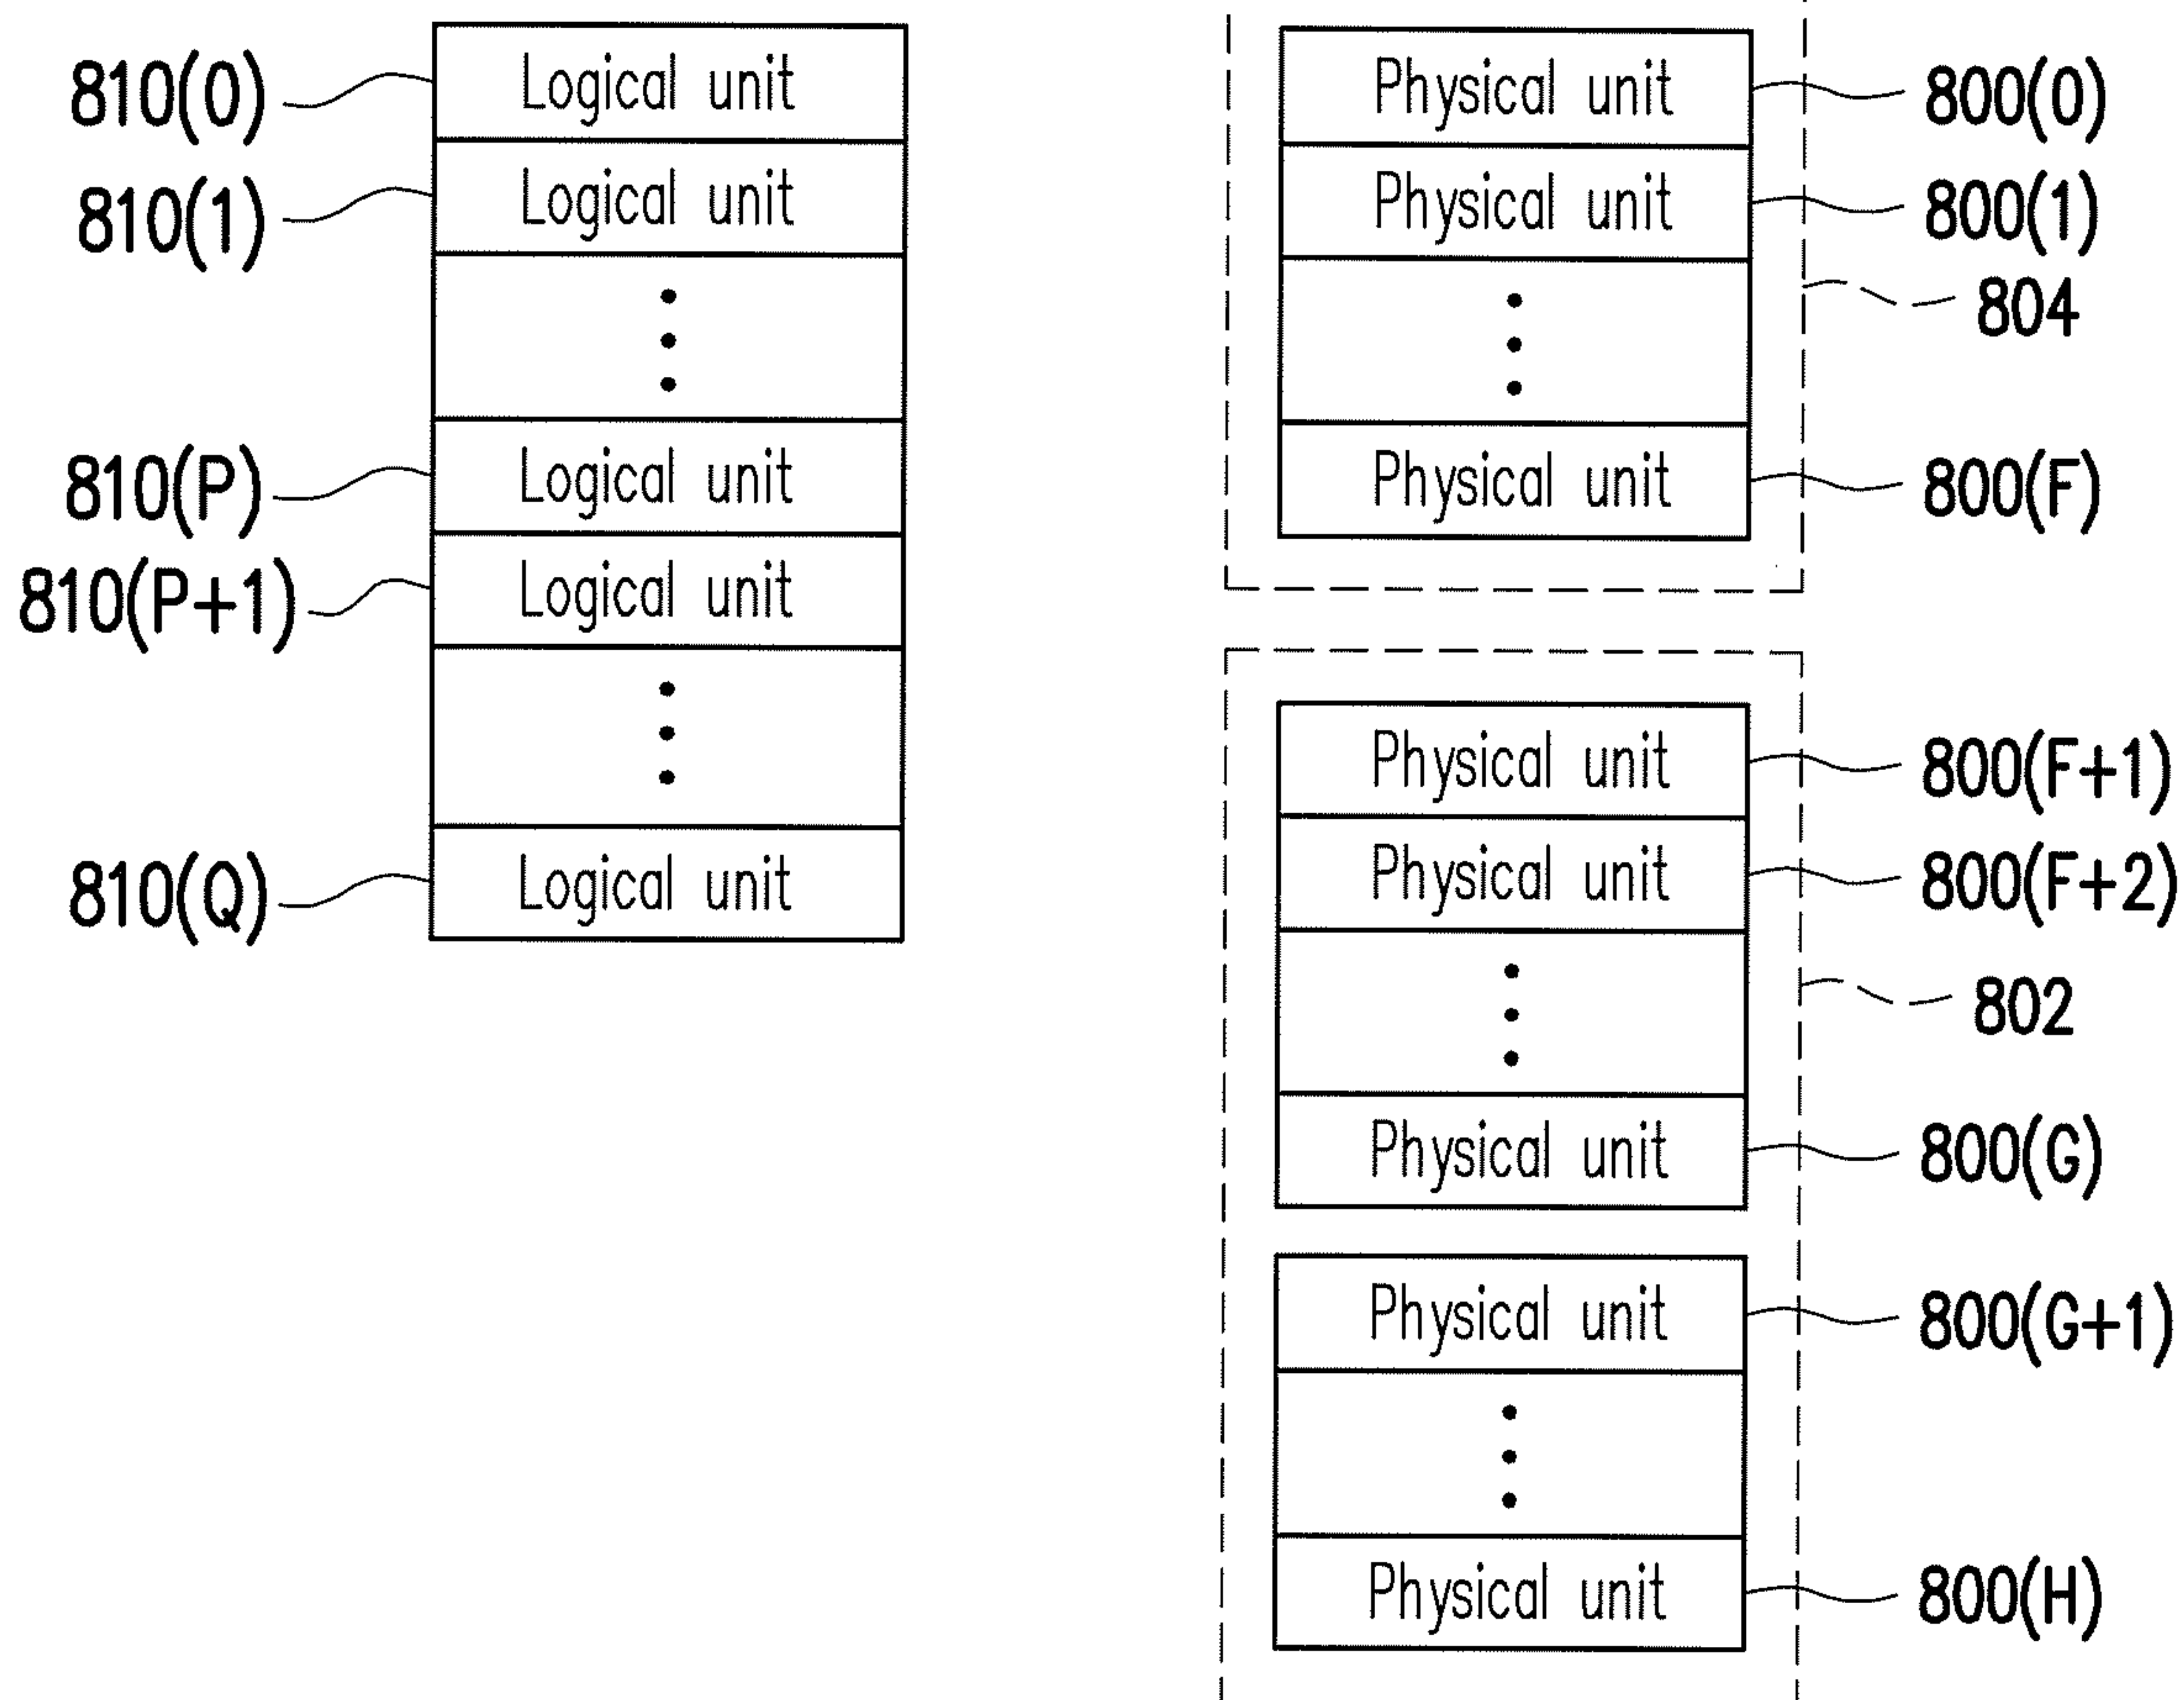 810(0) Logical unit
810(1) Logical unit
810(P) Logical unit
810(P+1) Logical unit
810(Q) Logical unit
Physical unit 800(0)
Physical unit 800(1)
804
Physical unit 800(F)
Physical unit 800(F+1)
Physical unit 800(F+2)
802
Physical unit 800(G)
Physical unit 800(G+1)
Physical unit 800(H)